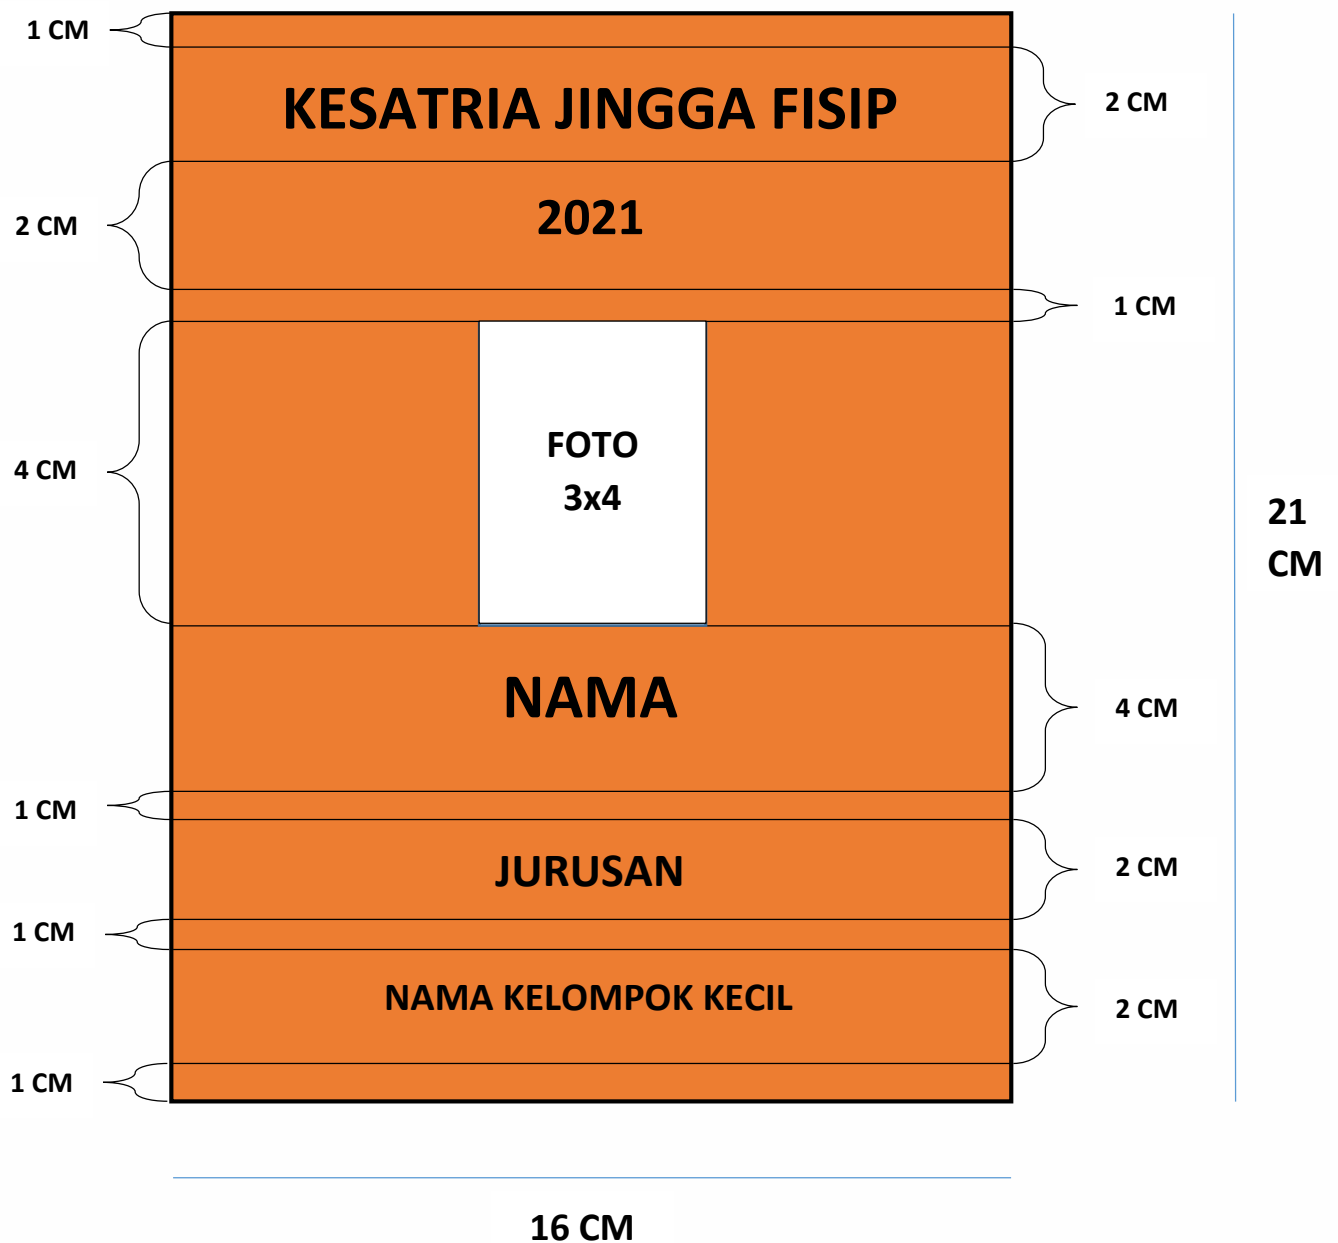 1 CM
KESATRIA JINGGA FISIP
2 CM
2 CM
2021
1 CM
4 CM
FOTO
3x4
21
CM
NAMA
4 CM
1 CM
JURUSAN
2 CM
1 CM
NAMA KELOMPOK KECIL
2 CM
1 CM
16 CM